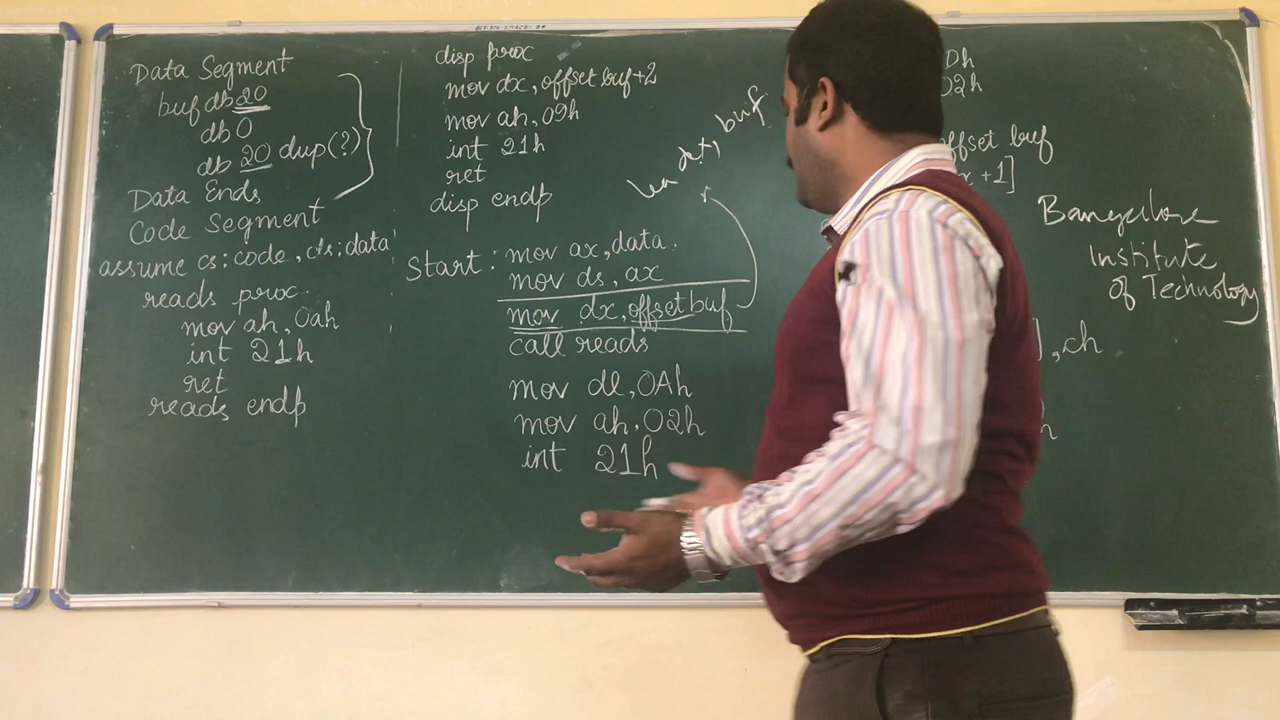 Data Segment
buf db 20
db 0
db 20 dup(?)
Data Ends
Code Segment
assume cs:code, ds:data
reads proc
mov ah, 0ah
int 21h
ret
reads endp
disp proc
mov dx, offset buf+2
mov ah, 09h
int 21h
ret
disp endp
lea dx, buf
Start: mov ax, data
mov ds, ax
mov dx, offset buf
call reads
mov dl, 0Ah
mov ah, 02h
int 21h
Dh
02h
offset buf
+1]
], ch
Bangalore
Institute
of Technology